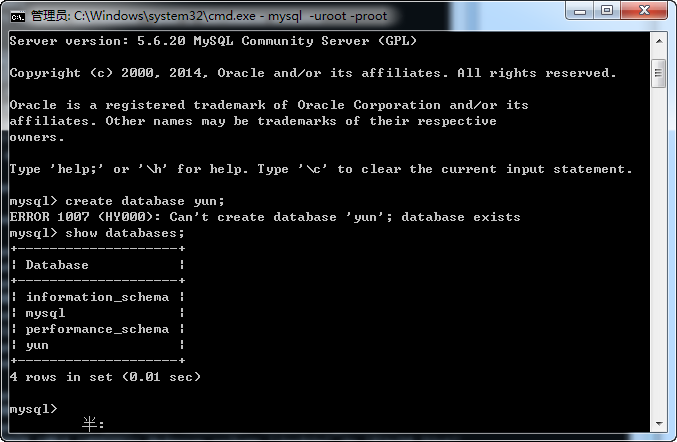 管理员: C:\Windows\system32\cmd.exe - mysql  -uroot -proot
Server version: 5.6.20 MySQL Community Server (GPL)
Copyright (c) 2000, 2014, Oracle and/or its affiliates. All rights reserved.
Oracle is a registered trademark of Oracle Corporation and/or its
affiliates. Other names may be trademarks of their respective
owners.
Type 'help;' or '\h' for help. Type '\c' to clear the current input statement.
mysql> create database yun;
ERROR 1007 (HY000): Can't create database 'yun'; database exists
mysql> show databases;
+--------------------+
| Database           |
+--------------------+
| information_schema |
| mysql              |
| performance_schema |
| yun                |
+--------------------+
4 rows in set (0.01 sec)
mysql>
半: